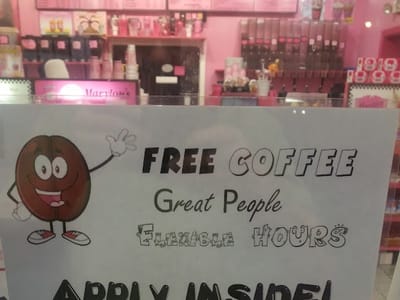 Marylou's
FREE COFFEE
Great People
FLEXIBLE HOURS
APPLY INSIDE!